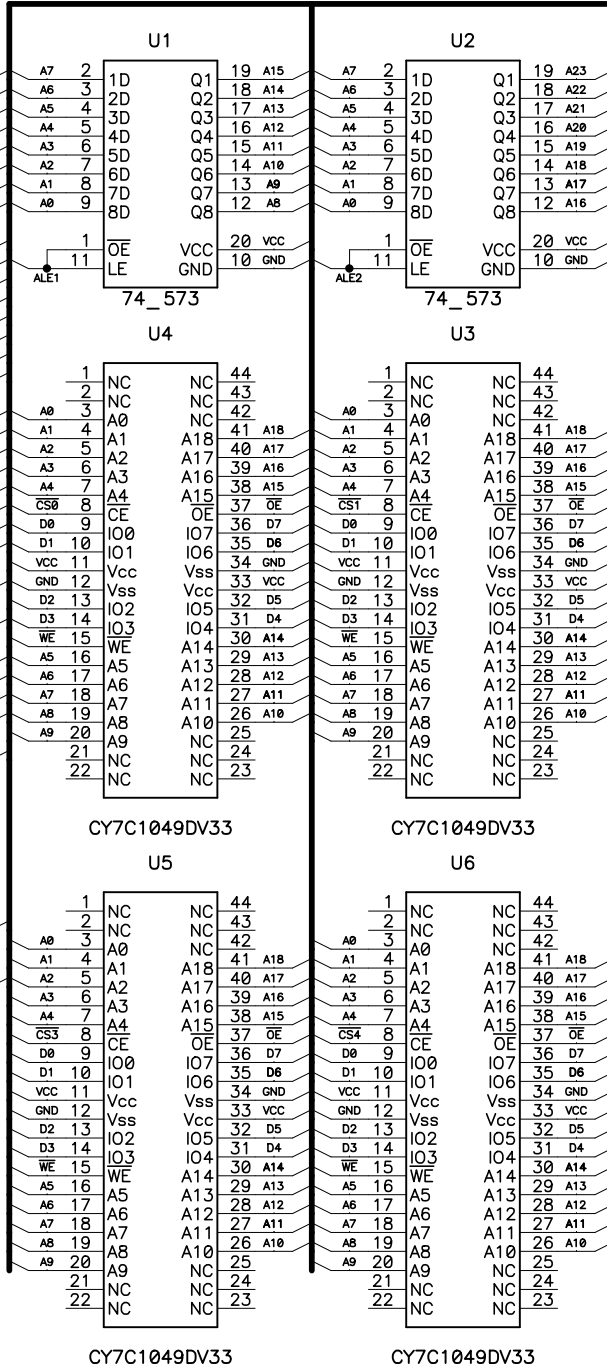 U1 U2
A7 2 1D Q1 19 A15 A7 2 1D Q1 19 A23
A6 3 2D Q2 18 A14 A6 3 2D Q2 18 A22
A5 4 3D Q3 17 A13 A5 4 3D Q3 17 A21
A4 5 4D Q4 16 A12 A4 5 4D Q4 16 A20
A3 6 5D Q5 15 A11 A3 6 5D Q5 15 A19
A2 7 6D Q6 14 A10 A2 7 6D Q6 14 A18
A1 8 7D Q7 13 A9 A1 8 7D Q7 13 A17
A0 9 8D Q8 12 A8 A0 9 8D Q8 12 A16
1 OE VCC 20 VCC 1 OE VCC 20 VCC
ALE1 11 LE GND 10 GND ALE2 11 LE GND 10 GND
74_573 74_573
U4 U3
1 NC NC 44 1 NC NC 44
2 NC NC 43 2 NC NC 43
A0 3 A0 NC 42 A0 3 A0 NC 42
A1 4 A1 A18 41 A18 A1 4 A1 A18 41 A18
A2 5 A2 A17 40 A17 A2 5 A2 A17 40 A17
A3 6 A3 A16 39 A16 A3 6 A3 A16 39 A16
A4 7 A4 A15 38 A15 A4 7 A4 A15 38 A15
CS0 8 CE OE 37 OE CS1 8 CE OE 37 OE
D0 9 IO0 IO7 36 D7 D0 9 IO0 IO7 36 D7
D1 10 IO1 IO6 35 D6 D1 10 IO1 IO6 35 D6
VCC 11 Vcc Vss 34 GND VCC 11 Vcc Vss 34 GND
GND 12 Vss Vcc 33 VCC GND 12 Vss Vcc 33 VCC
D2 13 IO2 IO5 32 D5 D2 13 IO2 IO5 32 D5
D3 14 IO3 IO4 31 D4 D3 14 IO3 IO4 31 D4
WE 15 WE A14 30 A14 WE 15 WE A14 30 A14
A5 16 A5 A13 29 A13 A5 16 A5 A13 29 A13
A6 17 A6 A12 28 A12 A6 17 A6 A12 28 A12
A7 18 A7 A11 27 A11 A7 18 A7 A11 27 A11
A8 19 A8 A10 26 A10 A8 19 A8 A10 26 A10
A9 20 A9 NC 25 A9 20 A9 NC 25
21 NC NC 24 21 NC NC 24
22 NC NC 23 22 NC NC 23
CY7C1049DV33 CY7C1049DV33
U5 U6
1 NC NC 44 1 NC NC 44
2 NC NC 43 2 NC NC 43
A0 3 A0 NC 42 A0 3 A0 NC 42
A1 4 A1 A18 41 A18 A1 4 A1 A18 41 A18
A2 5 A2 A17 40 A17 A2 5 A2 A17 40 A17
A3 6 A3 A16 39 A16 A3 6 A3 A16 39 A16
A4 7 A4 A15 38 A15 A4 7 A4 A15 38 A15
CS3 8 CE OE 37 OE CS4 8 CE OE 37 OE
D0 9 IO0 IO7 36 D7 D0 9 IO0 IO7 36 D7
D1 10 IO1 IO6 35 D6 D1 10 IO1 IO6 35 D6
VCC 11 Vcc Vss 34 GND VCC 11 Vcc Vss 34 GND
GND 12 Vss Vcc 33 VCC GND 12 Vss Vcc 33 VCC
D2 13 IO2 IO5 32 D5 D2 13 IO2 IO5 32 D5
D3 14 IO3 IO4 31 D4 D3 14 IO3 IO4 31 D4
WE 15 WE A14 30 A14 WE 15 WE A14 30 A14
A5 16 A5 A13 29 A13 A5 16 A5 A13 29 A13
A6 17 A6 A12 28 A12 A6 17 A6 A12 28 A12
A7 18 A7 A11 27 A11 A7 18 A7 A11 27 A11
A8 19 A8 A10 26 A10 A8 19 A8 A10 26 A10
A9 20 A9 NC 25 A9 20 A9 NC 25
21 NC NC 24 21 NC NC 24
22 NC NC 23 22 NC NC 23
CY7C1049DV33 CY7C1049DV33